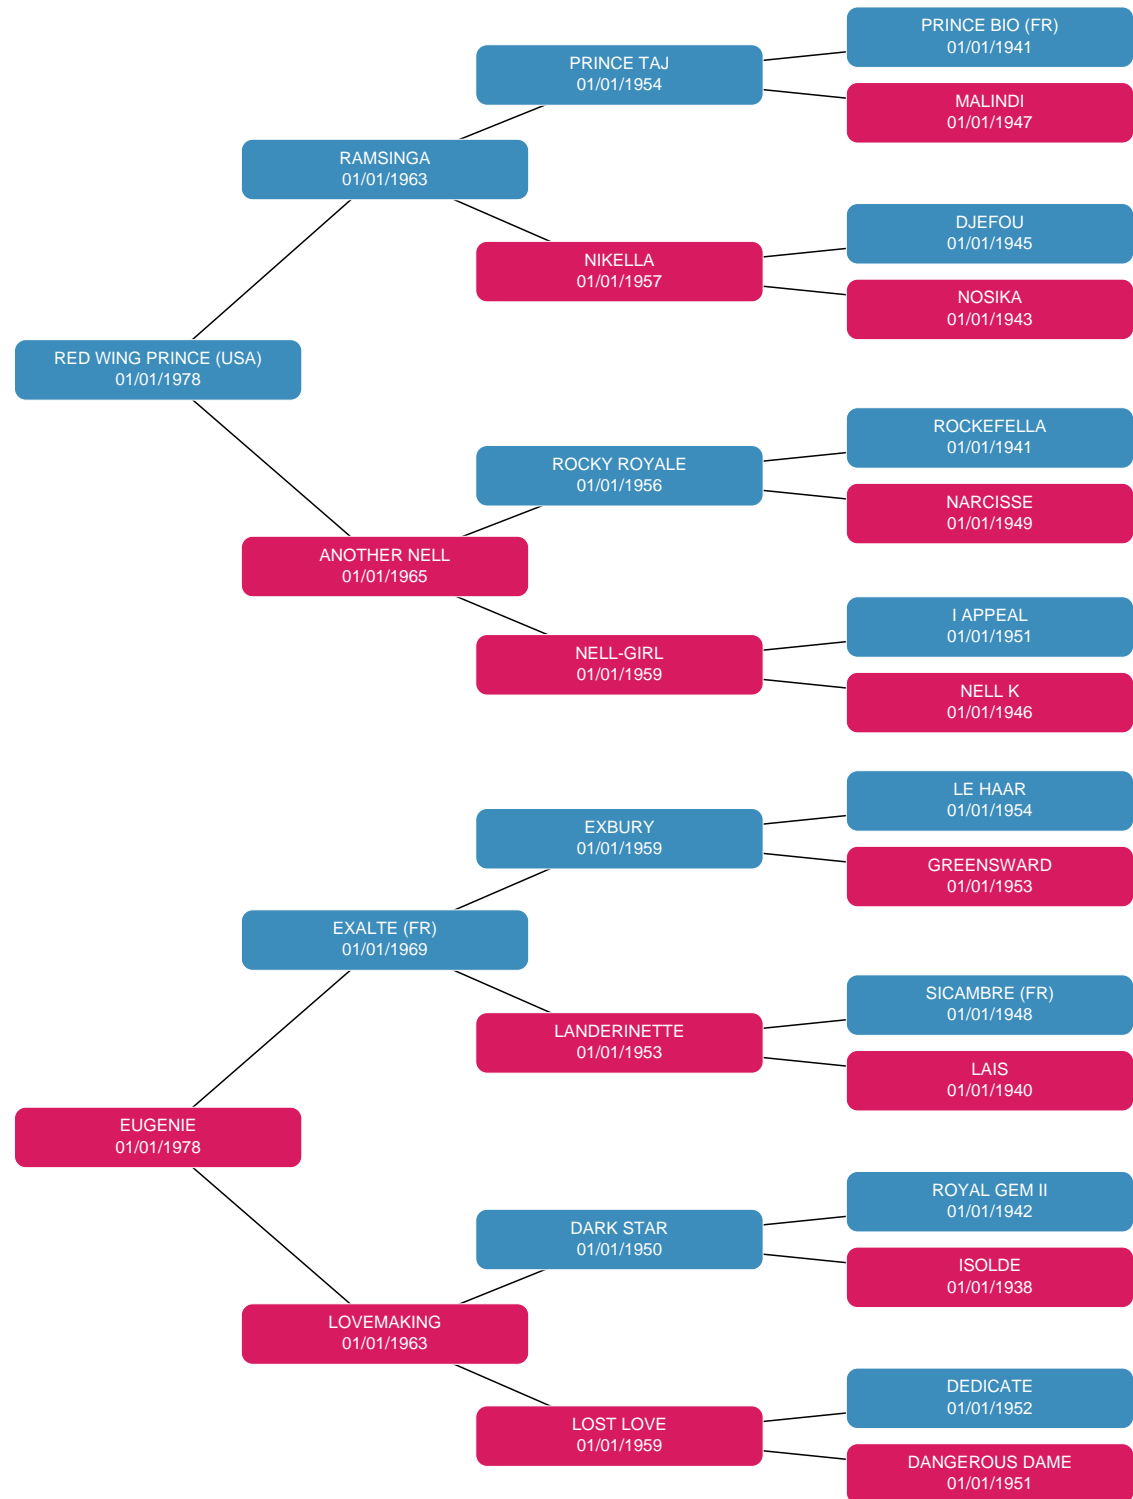 PRINCE BIO (FR)
01/01/1941
PRINCE TAJ
01/01/1954
MALINDI
01/01/1947
RAMSINGA
01/01/1963
DJEFOU
01/01/1945
NIKELLA
01/01/1957
NOSIKA
01/01/1943
RED WING PRINCE (USA)
01/01/1978
ROCKEFELLA
01/01/1941
ROCKY ROYALE
01/01/1956
NARCISSE
01/01/1949
ANOTHER NELL
01/01/1965
I APPEAL
01/01/1951
NELL-GIRL
01/01/1959
NELL K
01/01/1946
LE HAAR
01/01/1954
EXBURY
01/01/1959
GREENSWARD
01/01/1953
EXALTE (FR)
01/01/1969
SICAMBRE (FR)
01/01/1948
LANDERINETTE
01/01/1953
LAIS
01/01/1940
EUGENIE
01/01/1978
ROYAL GEM II
01/01/1942
DARK STAR
01/01/1950
ISOLDE
01/01/1938
LOVEMAKING
01/01/1963
DEDICATE
01/01/1952
LOST LOVE
01/01/1959
DANGEROUS DAME
01/01/1951